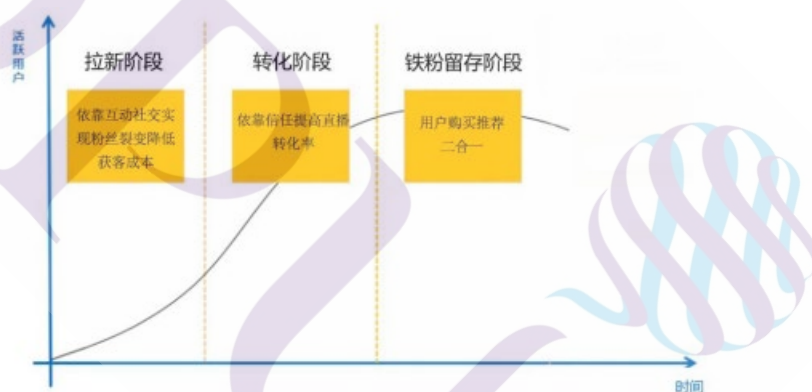 活跃用户
拉新阶段
依靠互动社交实
现粉丝裂变降低
获客成本
转化阶段
依靠信任提高直播
转化率
铁粉留存阶段
用户购买推荐
二合一
时间